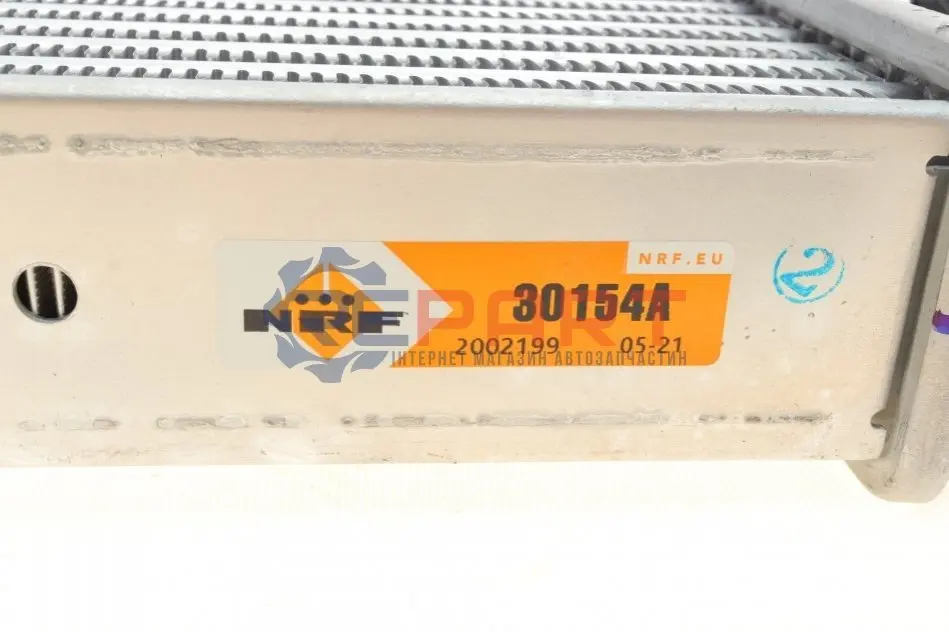 NRF.EU
30154A
NRF
REPART
2002199 05-21
ІНТЕРНЕТ МАГАЗИН АВТОЗАПЧАСТИН
2